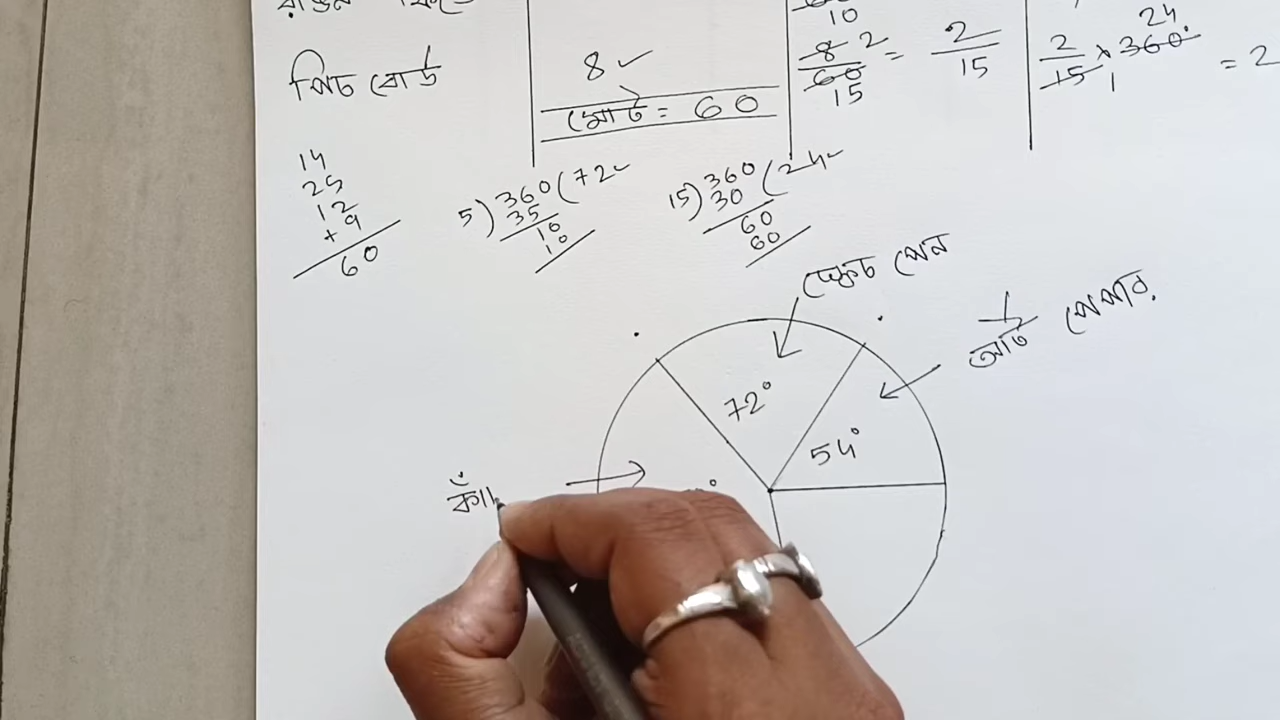 10
8 ✓
8 2
60 = 2/15
15
24
2/15 × 360° = 2
1
পিচ বোর্ড
মোট = 60
14
25
12
+ 9
60
5) 360 (72 ✓
35
10
10
15) 360 (24 ✓
30
60
60
স্কেচ পেন
আর্ট পেপার
72°
54°